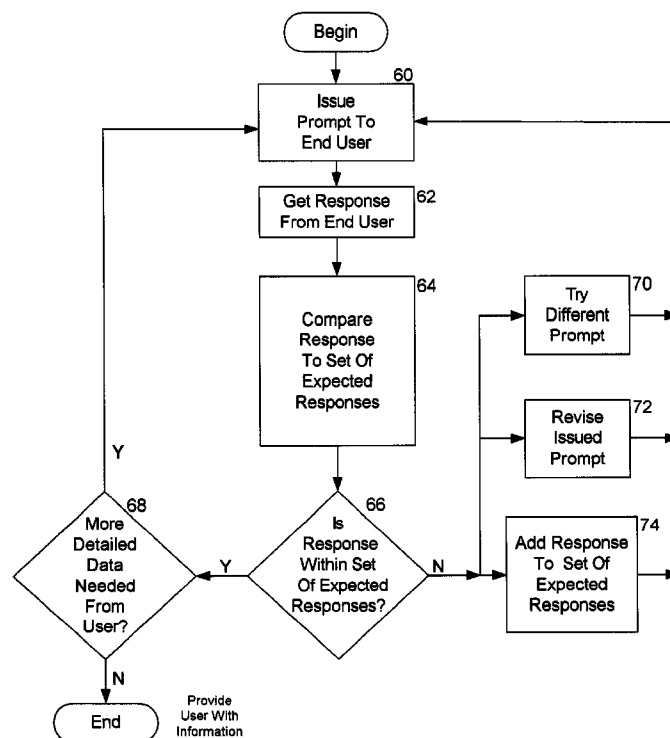 Begin
60
Issue
Prompt To
End User
62
Get Response
From End User
64
Compare
Response
To Set Of
Expected
Responses
70
Try
Different
Prompt
72
Revise
Issued
Prompt
Y
68
More
Detailed
Data
Needed
From
User?
Y
66
Is
Response
Within Set
Of Expected
Responses?
N
74
Add Response
To Set Of
Expected
Responses
N
End
Provide
User With
Information